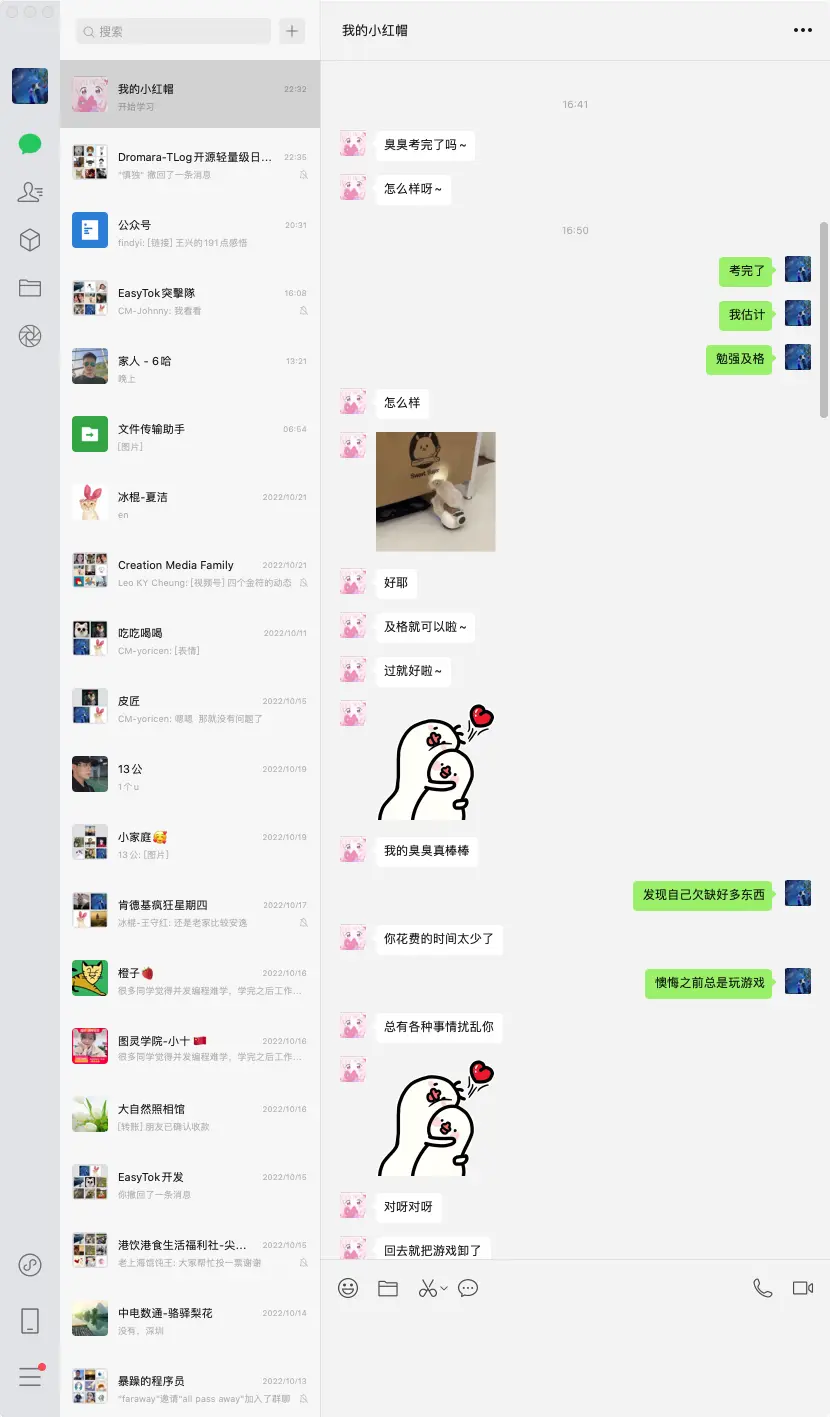 搜索
我的小红帽
22:32
开始学习
Dromara-TLog开源轻量级日...
22:35
“惧独” 撤回了一条消息
公众号
20:31
findyi: [链接] 王兴的191点感悟
EasyTok突擊隊
16:08
CM-Johnny: 我看看
家人 - 6哈
13:21
晚上
文件传输助手
06:54
[图片]
冰棍-夏洁
2022/10/21
en
Creation Media Family
2022/10/21
Leo KY Cheung: [视频号] 四个金符的动态
吃吃喝喝
2022/10/11
CM-yoricen: [表情]
皮匠
2022/10/15
CM-yoricen: 嗯嗯 那就没有问题了
13公
2022/10/19
1个u
小家庭🥰
2022/10/19
13公: [图片]
肯德基疯狂星期四
2022/10/17
冰棍-王守红: 还是老家比较安逸
橙子🍓
2022/10/16
很多同学觉得并发编程难学，学完之后工作...
图灵学院-小十 🇨🇳
2022/10/16
很多同学觉得并发编程难学，学完之后工作...
大自然照相馆
2022/10/16
[转账] 朋友已确认收款
EasyTok开发
2022/10/15
你撤回了一条消息
港饮港食生活福利社-尖...
2022/10/15
老上海馄饨王: 大家帮忙投一票谢谢
中电数通-骆驿梨花
2022/10/14
没有，深圳
暴躁的程序员
2022/10/13
“faraway”邀请“all pass away”加入了群聊
我的小红帽
16:41
臭臭考完了吗～
怎么样呀～
16:50
考完了
我估计
勉强及格
怎么样
好耶
及格就可以啦～
过就好啦～
我的臭臭真棒棒
发现自己欠缺好多东西
你花费的时间太少了
懊悔之前总是玩游戏
总有各种事情扰乱你
对呀对呀
回去就把游戏卸了